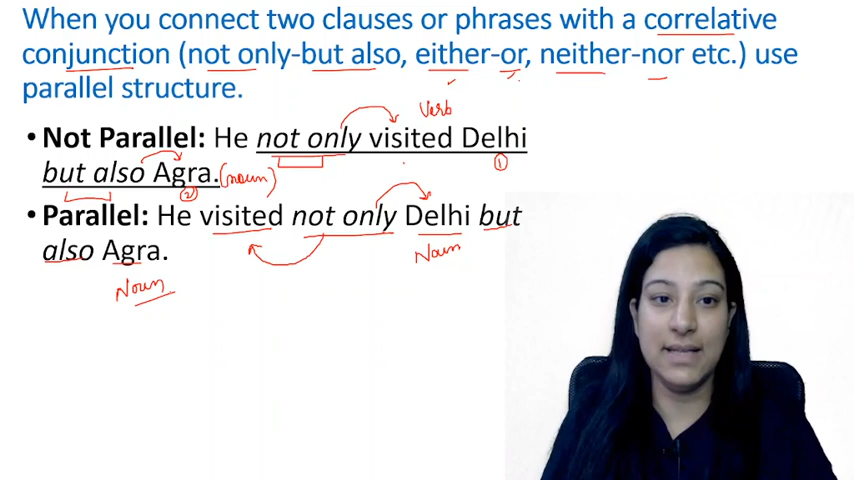 When you connect two clauses or phrases with a correlative
conjunction (not only-but also, either-or, neither-nor etc.) use
parallel structure.
Verb
• Not Parallel: He not only visited Delhi
①
but also Agra. (noun)
②
• Parallel: He visited not only Delhi but
also Agra.
Noun
Noun